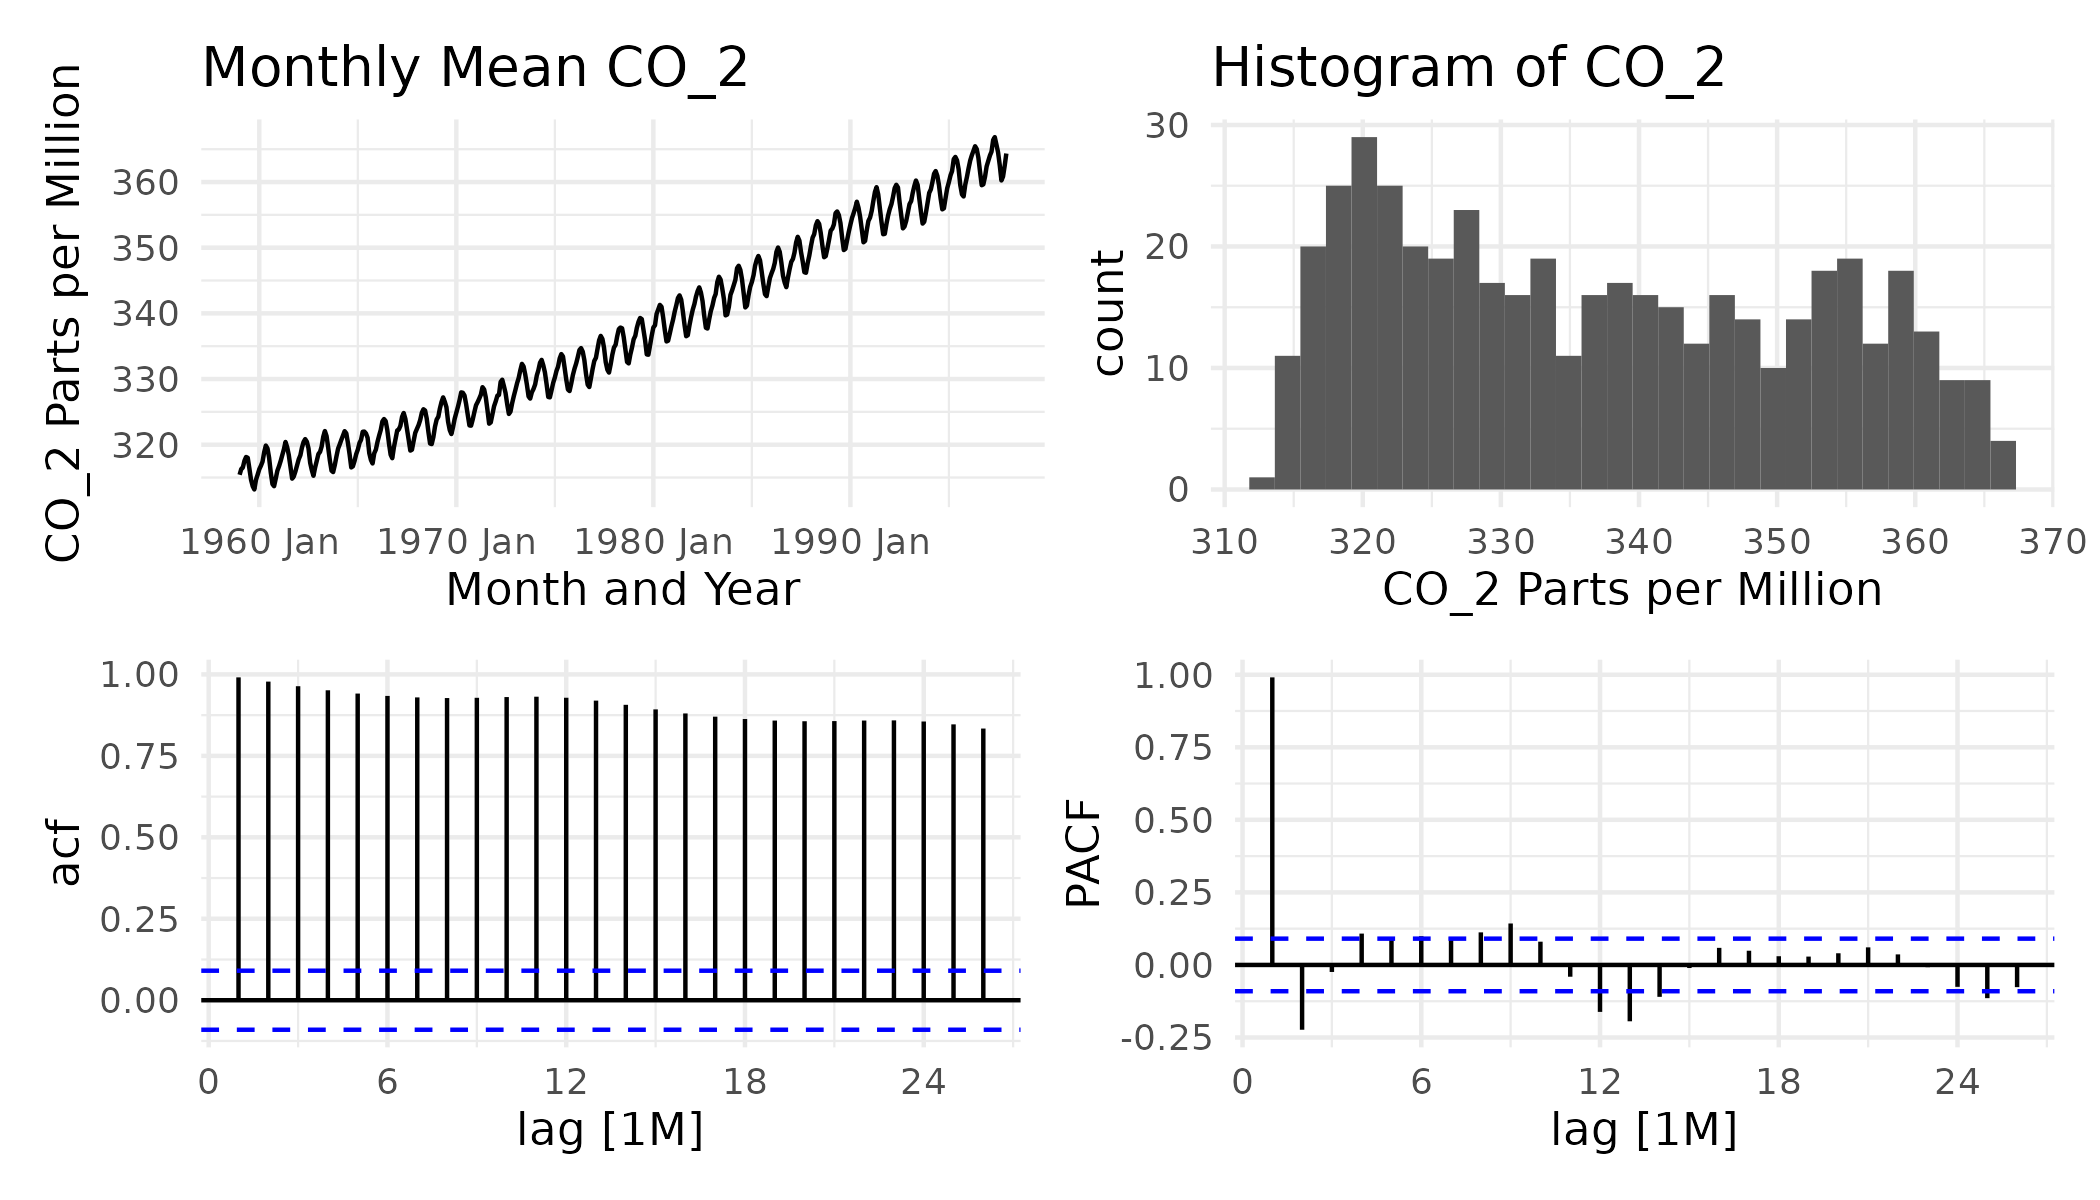 Monthly Mean CO_2
CO_2 Parts per Million
360
350
340
330
320
1960 Jan 1970 Jan 1980 Jan 1990 Jan
Month and Year
Histogram of CO_2
count
30
20
10
0
310 320 330 340 350 360 370
CO_2 Parts per Million
acf
1.00
0.75
0.50
0.25
0.00
0 6 12 18 24
lag [1M]
PACF
1.00
0.75
0.50
0.25
0.00
-0.25
0 6 12 18 24
lag [1M]